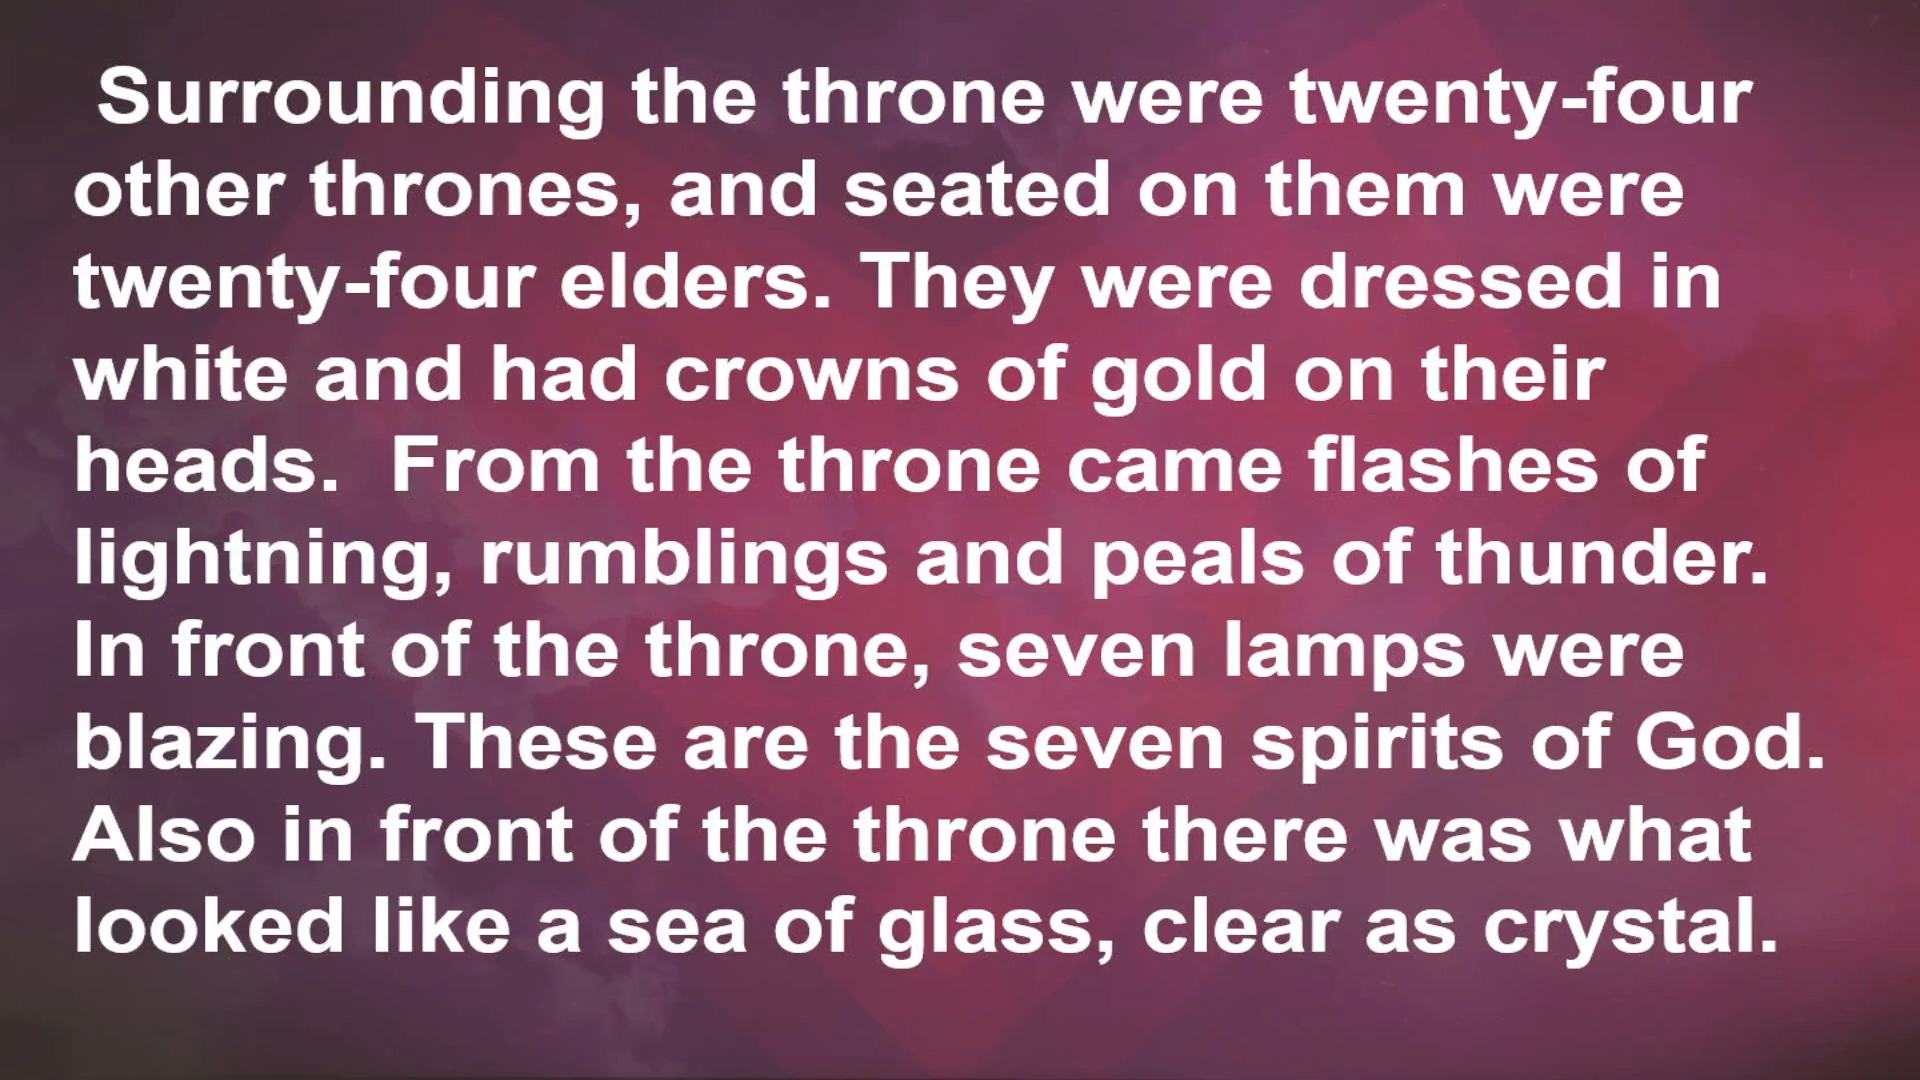 Surrounding the throne were twenty-four
other thrones, and seated on them were
twenty-four elders. They were dressed in
white and had crowns of gold on their
heads.  From the throne came flashes of
lightning, rumblings and peals of thunder.
In front of the throne, seven lamps were
blazing. These are the seven spirits of God.
Also in front of the throne there was what
looked like a sea of glass, clear as crystal.